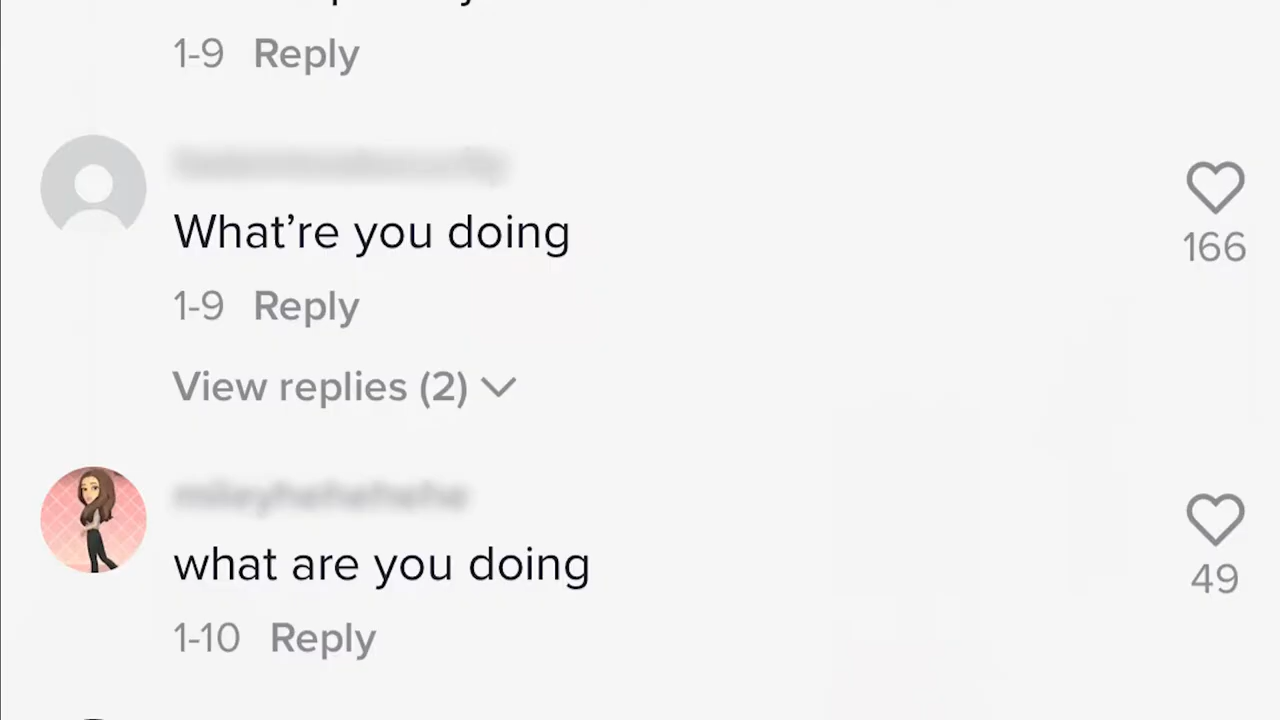 1-9 Reply
What’re you doing
166
1-9 Reply
View replies (2)
what are you doing
49
1-10 Reply